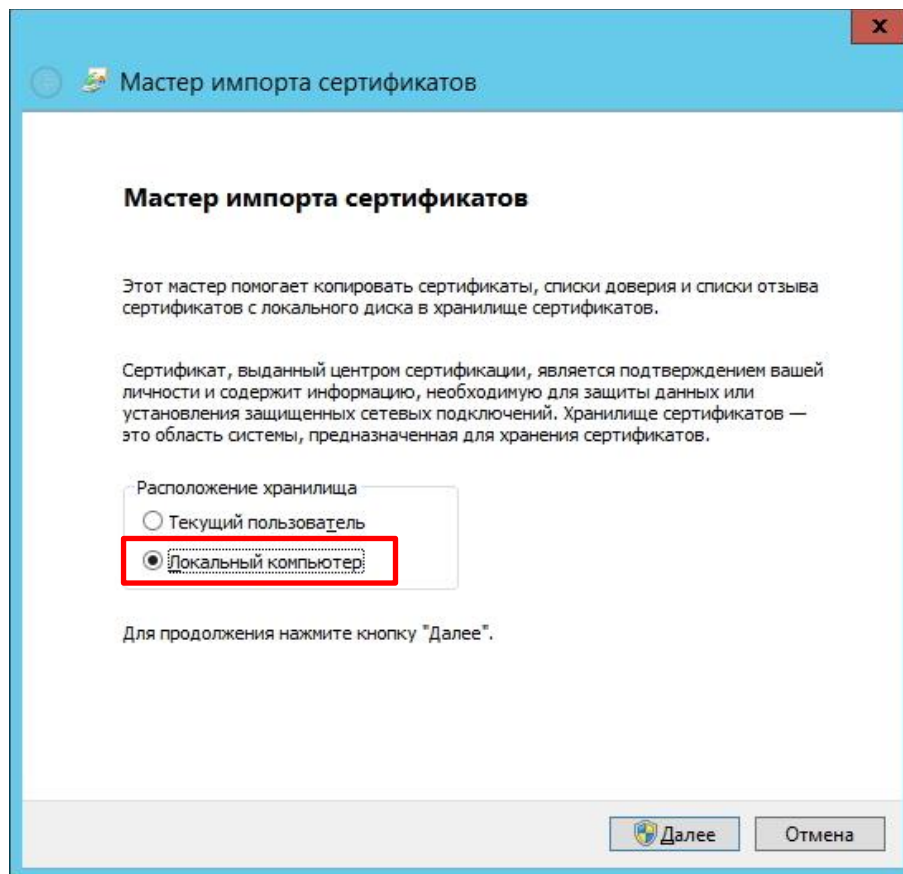 x
Мастер импорта сертификатов
Мастер импорта сертификатов
Этот мастер помогает копировать сертификаты, списки доверия и списки отзыва
сертификатов с локального диска в хранилище сертификатов.
Сертификат, выданный центром сертификации, является подтверждением вашей
личности и содержит информацию, необходимую для защиты данных или
установления защищенных сетевых подключений. Хранилище сертификатов —
это область системы, предназначенная для хранения сертификатов.
Расположение хранилища
Текущий пользователь
Локальный компьютер
Для продолжения нажмите кнопку "Далее".
Далее
Отмена